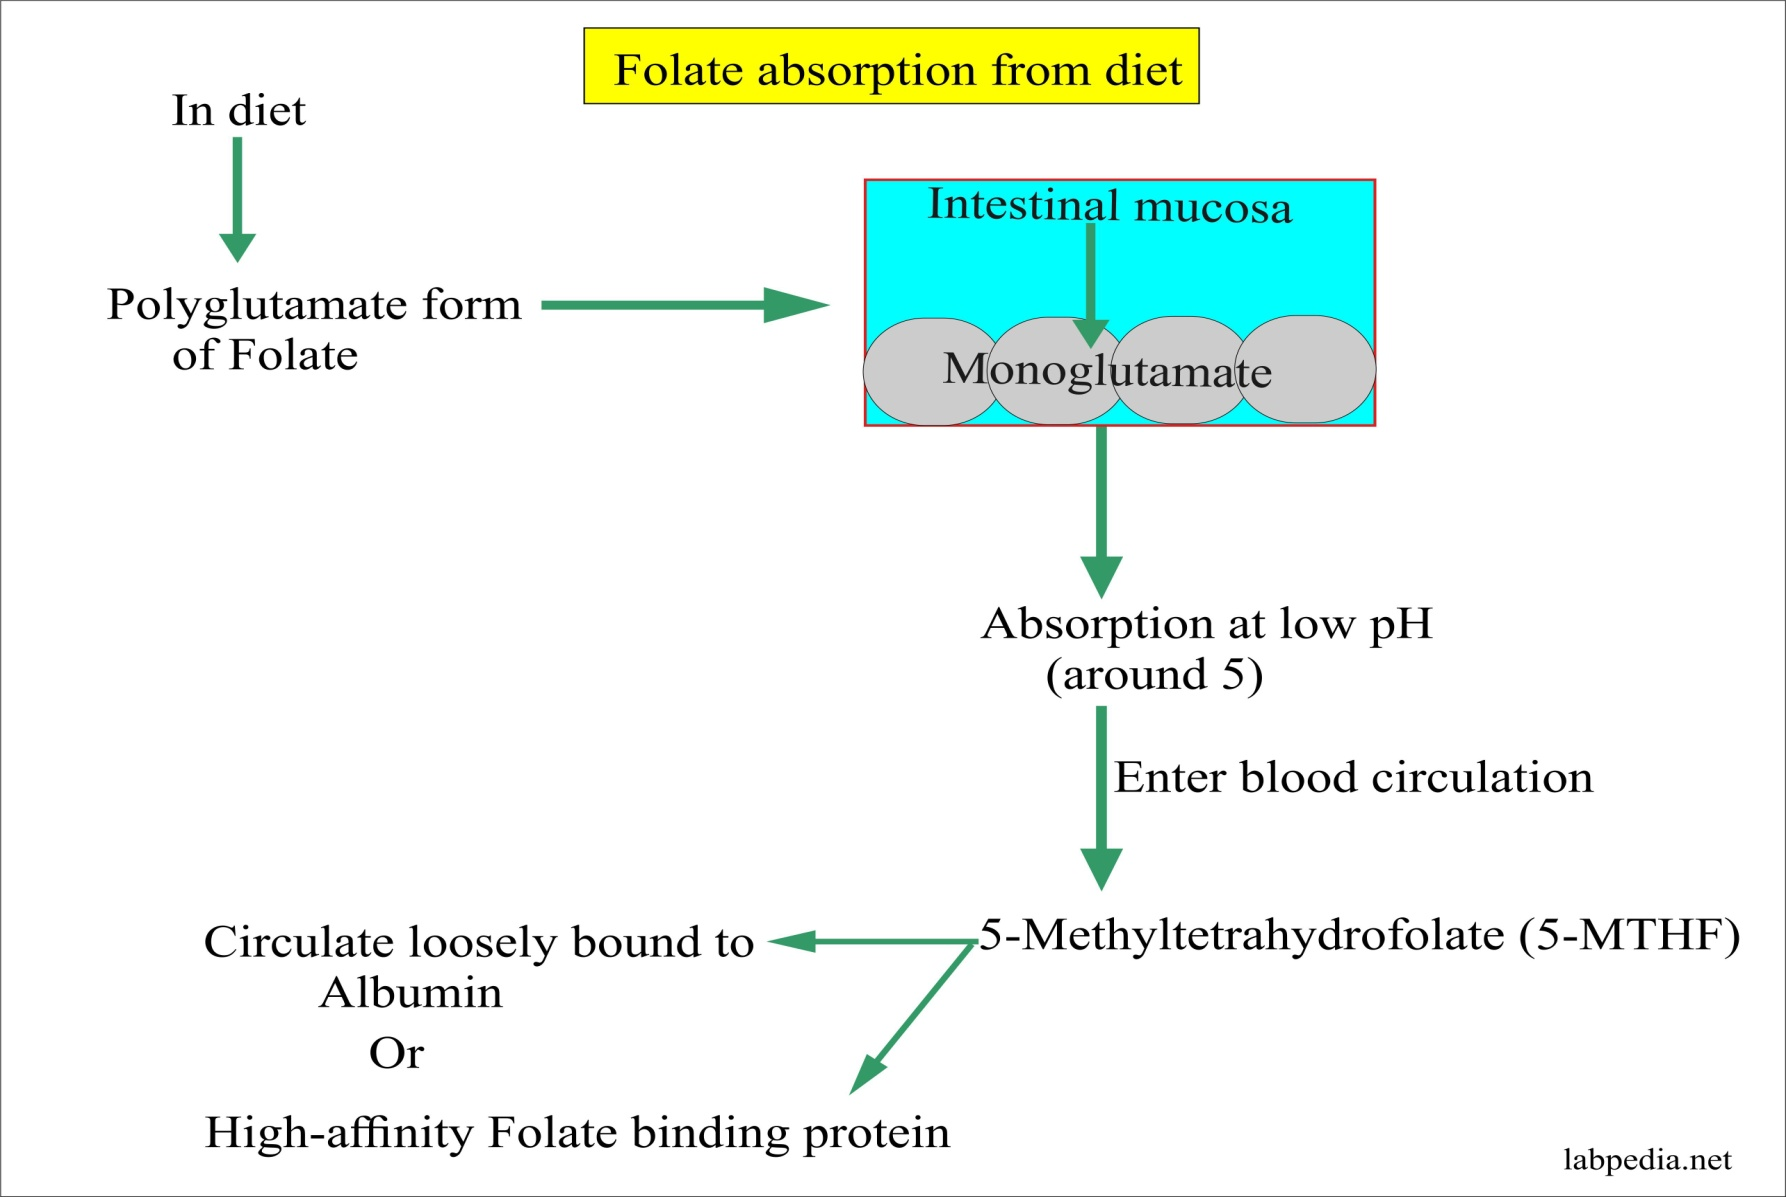 Folate absorption from diet
In diet
Polyglutamate form
of Folate
Intestinal mucosa
Monoglutamate
Absorption at low pH
(around 5)
Enter blood circulation
5-Methyltetrahydrofolate (5-MTHF)
Circulate loosely bound to
Albumin
Or
High-affinity Folate binding protein
labpedia.net